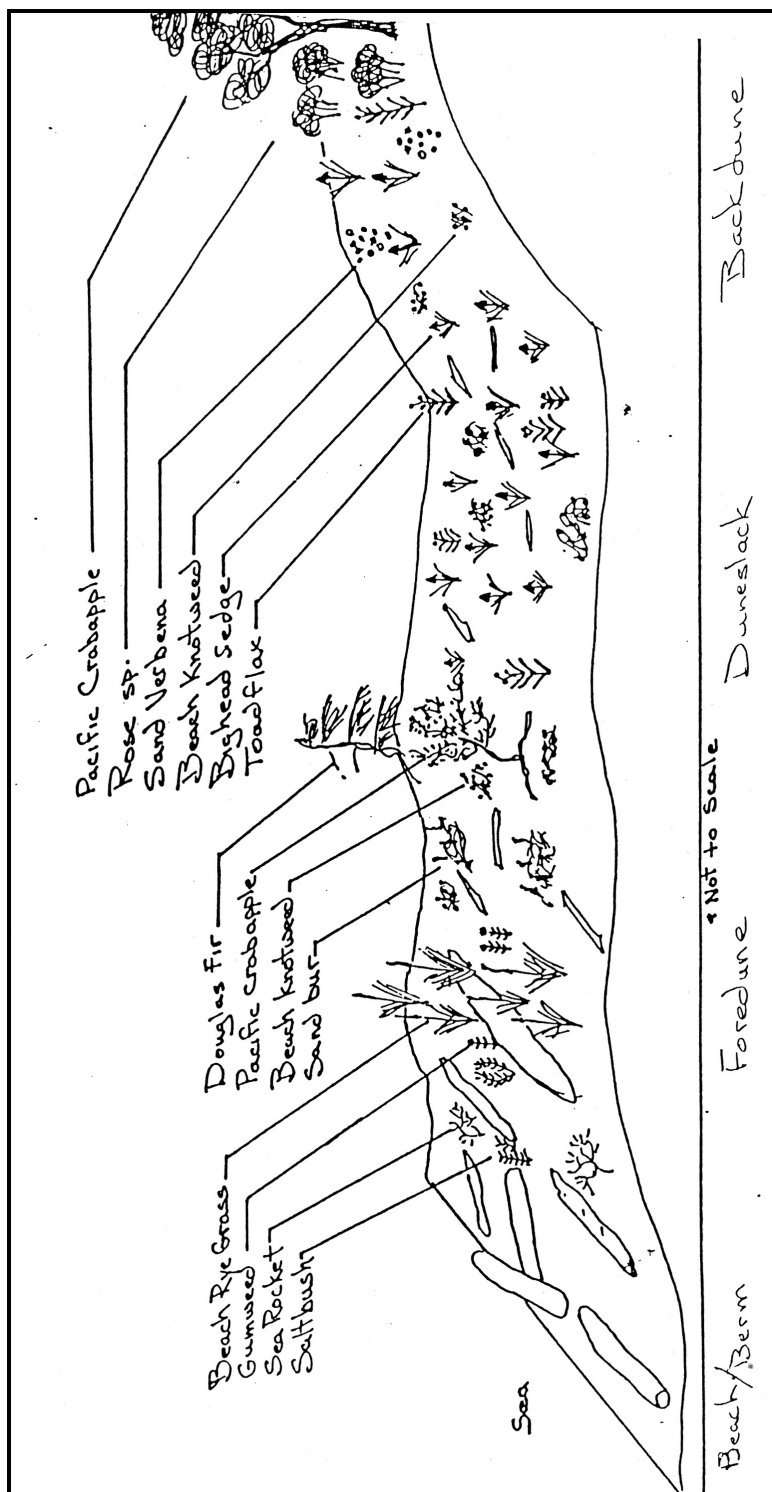 Pacific Crabapple
Rose sp.
Sand Verbena
Beach Knotweed
Bighead Sedge
Toadflax
Douglas Fir
Pacific Crabapple
Beach Knotweed
Sand bur
Beach Rye Grass
Gumweed
Sea Rocket
Saltbush
Sea
* Not to Scale
Beach/Berm
Foredune
Duneslack
Backdune